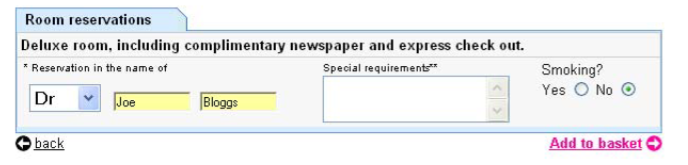 Room reservations
Deluxe room, including complimentary newspaper and express check out.
* Reservation in the name of Special requirements** Smoking?
Dr Joe Bloggs Yes No
back Add to basket